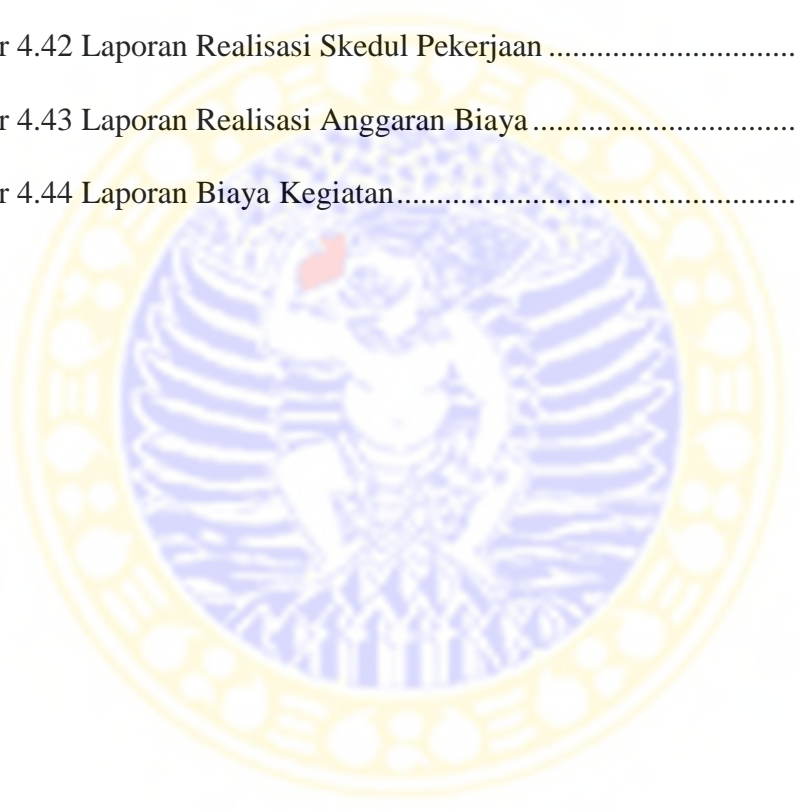 r 4.42 Laporan Realisasi Skedul Pekerjaan ...............................
r 4.43 Laporan Realisasi Anggaran Biaya .................................
r 4.44 Laporan Biaya Kegiatan..................................................